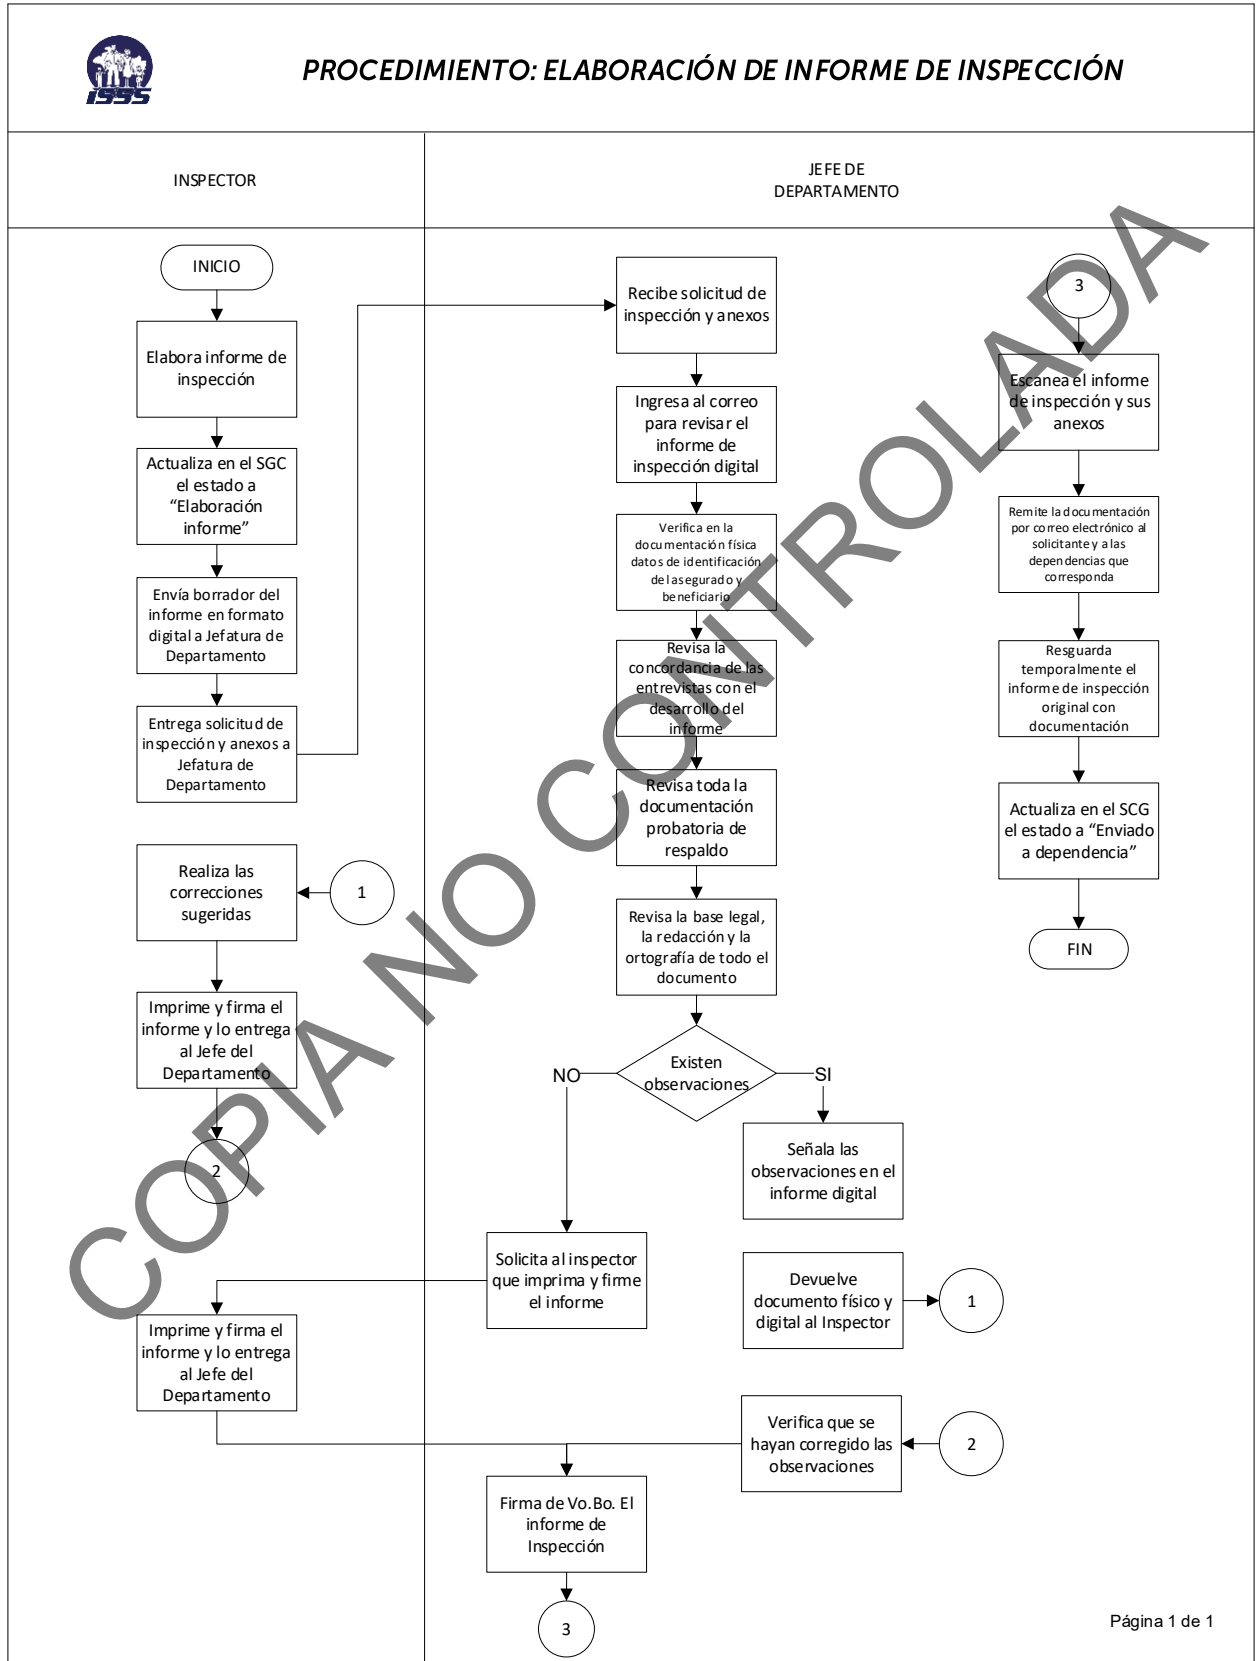 ISSS
PROCEDIMIENTO: ELABORACIÓN DE INFORME DE INSPECCIÓN
INSPECTOR
JEFE DE
DEPARTAMENTO
INICIO
Elabora informe de
inspección
Actualiza en el SGC
el estado a
“Elaboración
informe”
Envía borrador del
informe en formato
digital a Jefatura de
Departamento
Entrega solicitud de
inspección y anexos a
Jefatura de
Departamento
Realiza las
correcciones
sugeridas
1
Imprime y firma el
informe y lo entrega
al Jefe del
Departamento
2
Imprime y firma el
informe y lo entrega
al Jefe del
Departamento
Recibe solicitud de
inspección y anexos
Ingresa al correo
para revisar el
informe de
inspección digital
Verifica en la
documentación física
datos de identificación
del asegurado y
beneficiario
Revisa la
concordancia de las
entrevistas con el
desarrollo del
informe
Revisa toda la
documentación
probatoria de
respaldo
Revisa la base legal,
la redacción y la
ortografía de todo el
documento
Existen
observaciones
NO
SI
Señala las
observaciones en el
informe digital
Solicita al inspector
que imprima y firme
el informe
Devuelve
documento físico y
digital al Inspector
1
Verifica que se
hayan corregido las
observaciones
2
Firma de Vo.Bo. El
informe de
Inspección
3
3
Escanea el informe
de inspección y sus
anexos
Remite la documentación
por correo electrónico al
solicitante y a las
dependencias que
corresponda
Resguarda
temporalmente el
informe de inspección
original con
documentación
Actualiza en el SCG
el estado a “Enviado
a dependencia”
FIN
COPIA NO CONTROLADA
Página 1 de 1